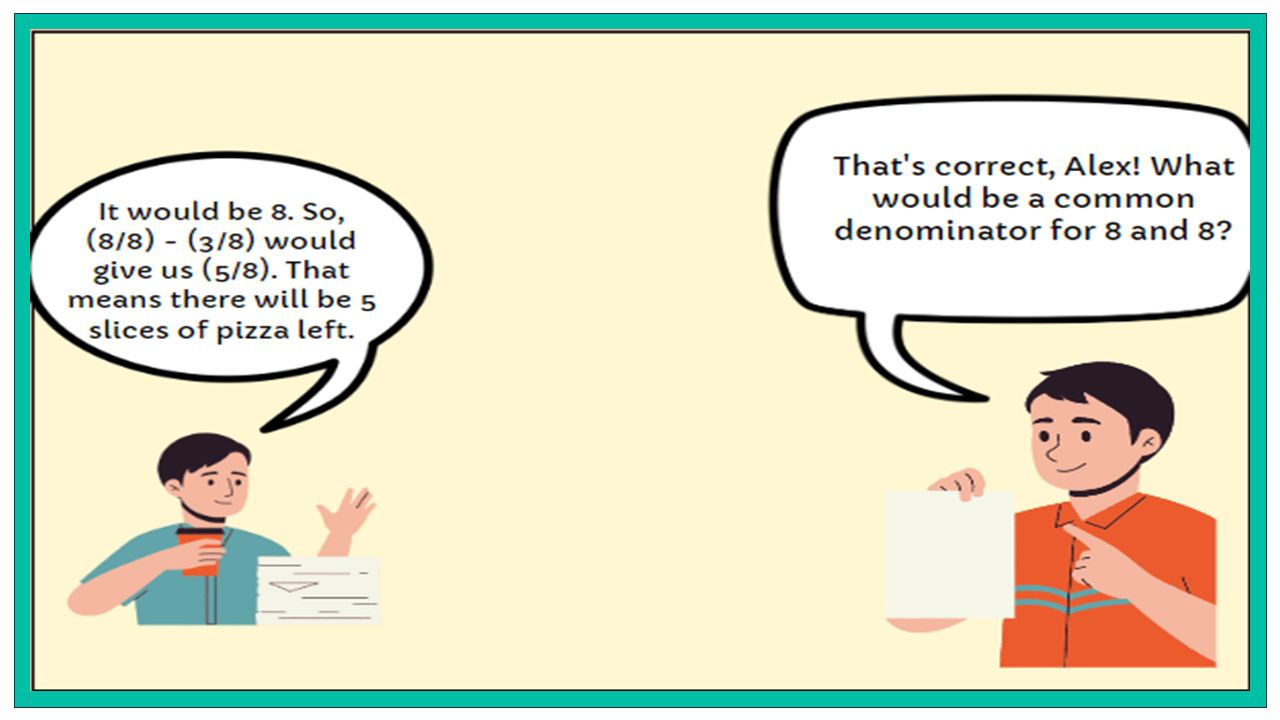 It would be 8. So,
(8/8) - (3/8) would
give us (5/8). That
means there will be 5
slices of pizza left.
That's correct, Alex! What
would be a common
denominator for 8 and 8?